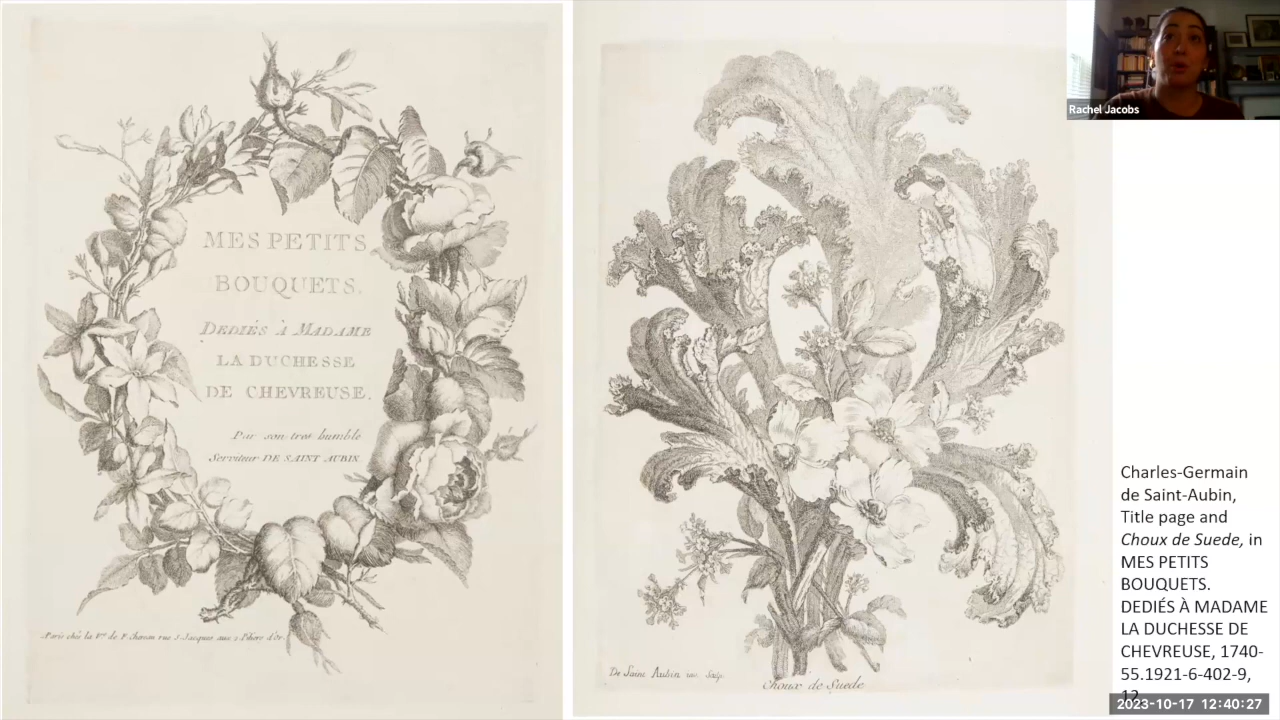 MES PETITS
BOUQUETS.
DEDIÉS À MADAME
LA DUCHESSE
DE CHEVREUSE.
Par son tres humble
Serviteur DE SAINT AUBIN.
A Paris chés la V.ve de F. Chereau rue S. Jacques aux 2 Piliers d'Or.
De Saint Aubin inv. Sculp.
Choux de Suede
Rachel Jacobs
Charles-Germain
de Saint-Aubin,
Title page and
Choux de Suede, in
MES PETITS
BOUQUETS.
DEDIÉS À MADAME
LA DUCHESSE DE
CHEVREUSE, 1740-
55.1921-6-402-9,
12
2023-10-17 12:40:27